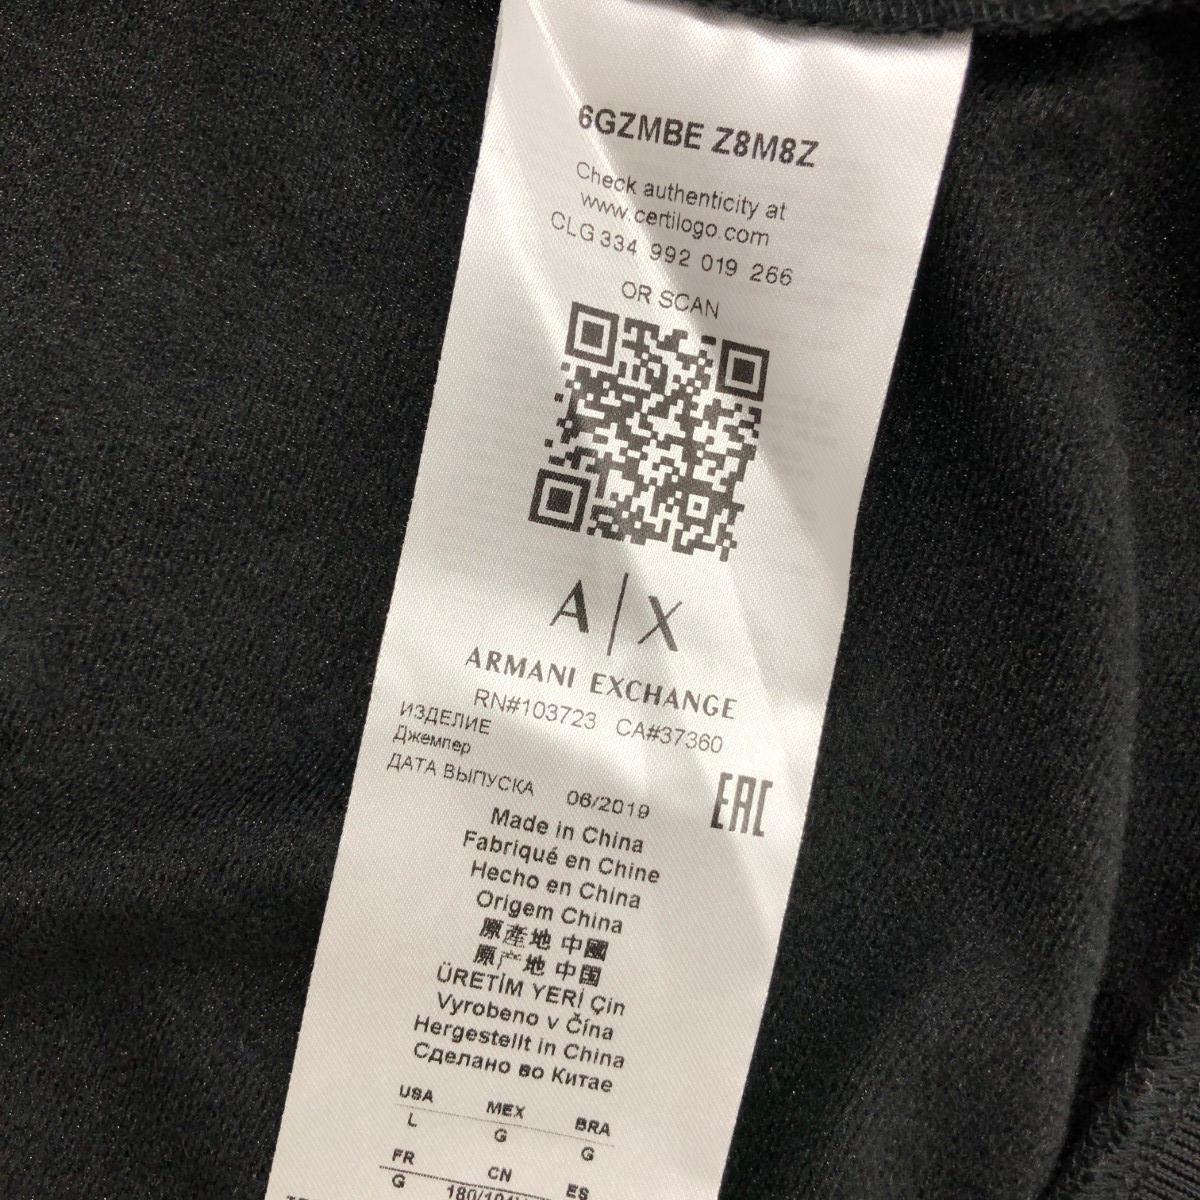 6GZMBE Z8M8Z
Check authenticity at
www.certilogo.com
CLG 334 992 019 266
OR SCAN
A|X
ARMANI EXCHANGE
RN#103723 CA#37360
ИЗДЕЛИЕ
Джемпер
ДАТА ВЫПУСКА 06/2019
EAC
Made in China
Fabriqué en Chine
Hecho en China
Origem China
原産地 中國
原产地 中国
ÜRETİM YERİ Çin
Vyrobeno v Čína
Hergestellt in China
Сделано во Китае
USA MEX BRA
L G G
FR CN ES
G